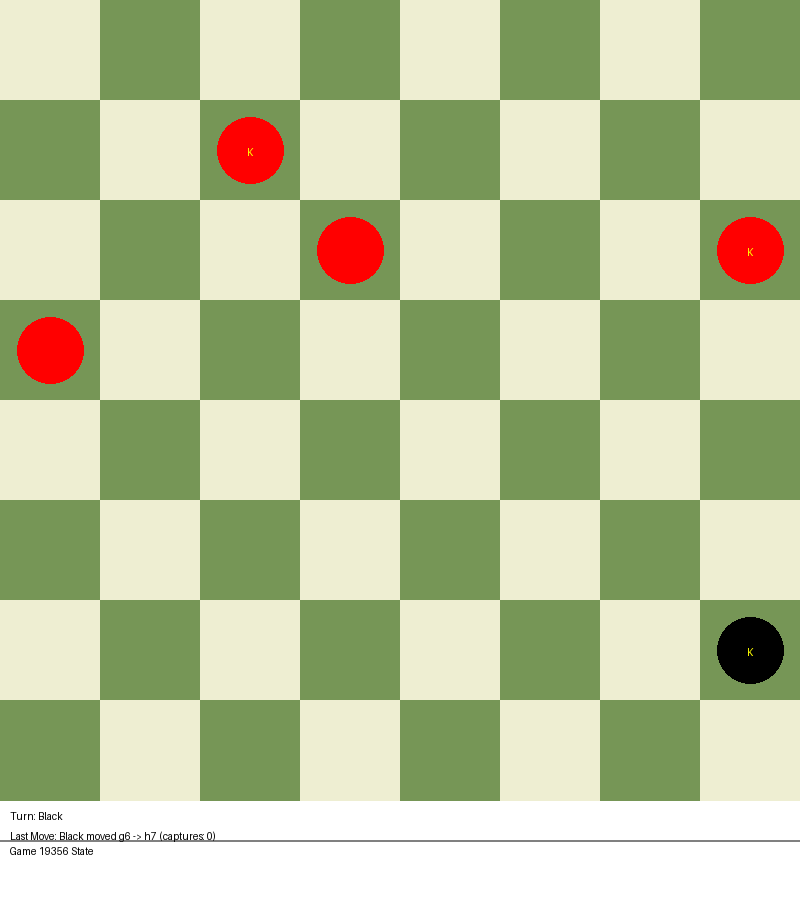 K
K
K
Turn: Black
Last Move: Black moved g6 -> h7 (captures: 0)
Game 19356 State